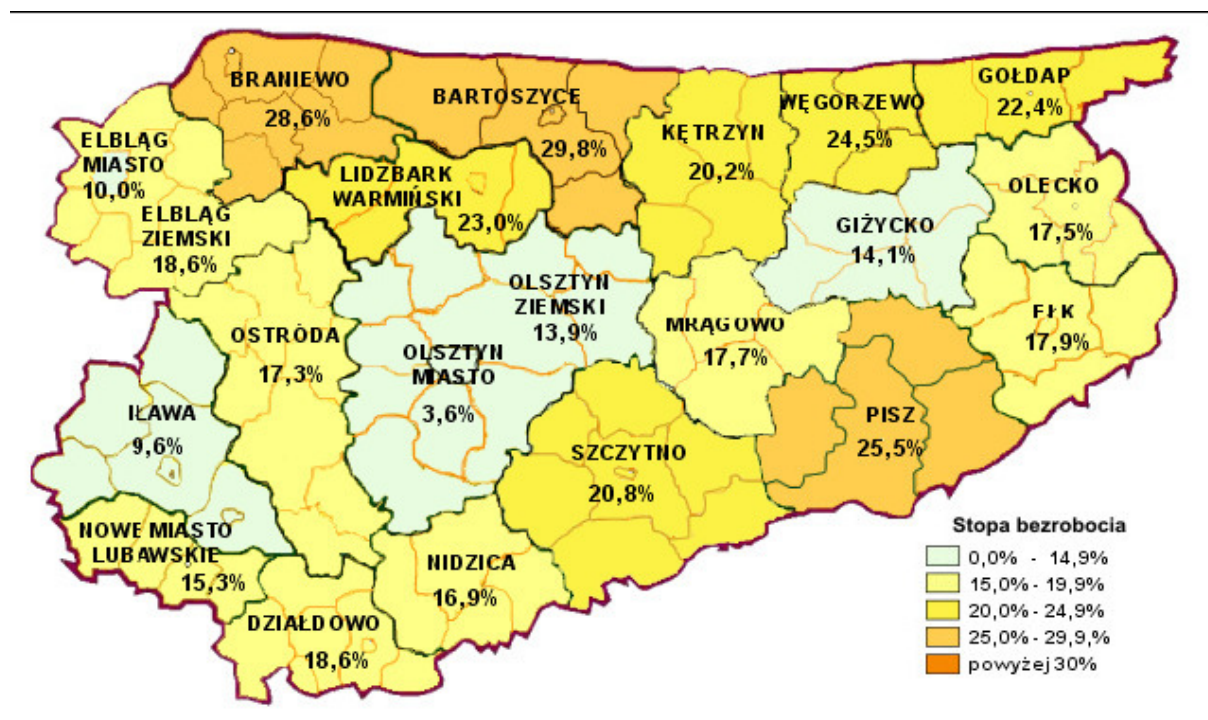 BRANIEWO
28,6%
BARTOSZYCE
29,8%
GOŁDAP
22,4%
WĘGORZEWO
24,5%
KĘTRZYN
20,2%
ELBLĄG
MIASTO
10,0%
LIDZBARK
WARMIŃSKI
23,0%
OLECKO
17,5%
ELBLĄG
ZIEMSKI
18,6%
GIŻYCKO
14,1%
OLSZTYN
ZIEMSKI
13,9%
OSTRÓDA
17,3%
OLSZTYN
MIASTO
3,6%
MRĄGOWO
17,7%
EŁK
17,9%
IŁAWA
9,6%
PISZ
25,5%
SZCZYTNO
20,8%
NOWE MIASTO
LUBAWSKIE
15,3%
NIDZICA
16,9%
DZIAŁDOWO
18,6%
Stopa bezrobocia
0,0% - 14,9%
15,0% - 19,9%
20,0% - 24,9%
25,0% - 29,9,%
powyżej 30%